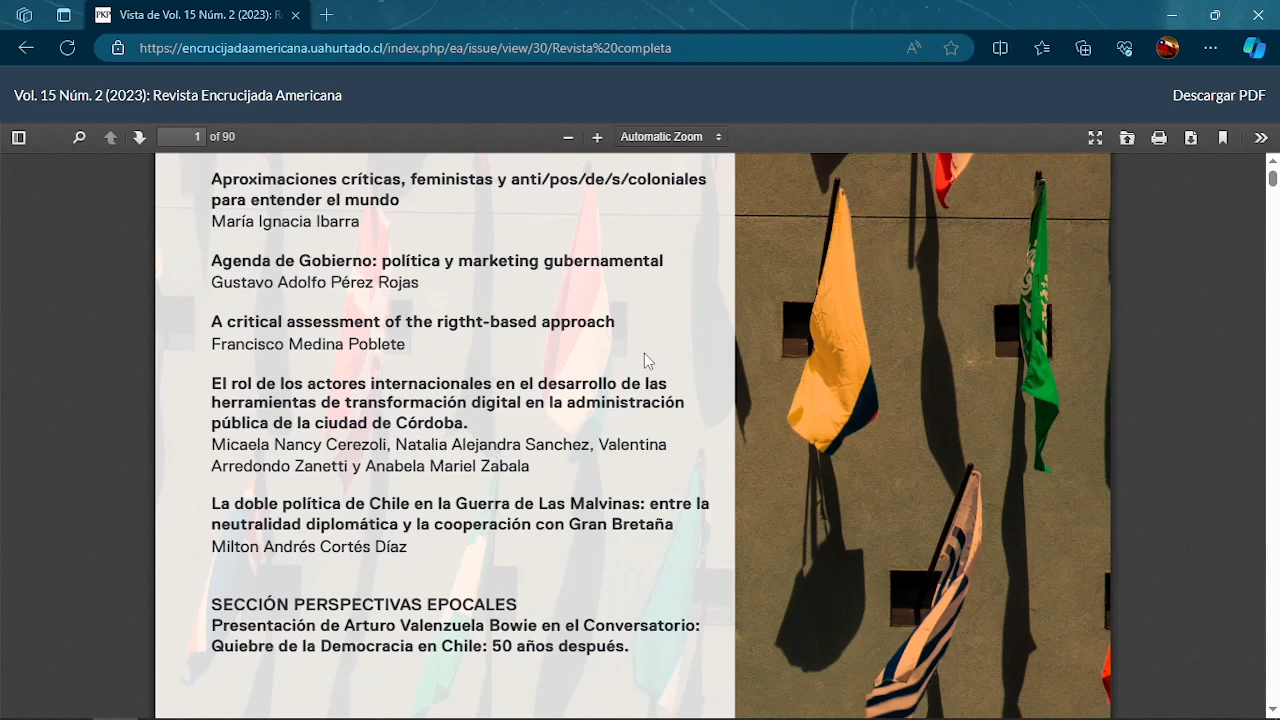 PKP
Vista de Vol. 15 Núm. 2 (2023): Re
https://encrucijadaamericana.uahurtado.cl/index.php/ea/issue/view/30/Revista%20completa
Vol. 15 Núm. 2 (2023): Revista Encrucijada Americana
Descargar PDF
1 of 90
Automatic Zoom
Aproximaciones críticas, feministas y anti/pos/de/s/coloniales
para entender el mundo
María Ignacia Ibarra
Agenda de Gobierno: política y marketing gubernamental
Gustavo Adolfo Pérez Rojas
A critical assessment of the rigtht-based approach
Francisco Medina Poblete
El rol de los actores internacionales en el desarrollo de las
herramientas de transformación digital en la administración
pública de la ciudad de Córdoba.
Micaela Nancy Cerezoli, Natalia Alejandra Sanchez, Valentina
Arredondo Zanetti y Anabela Mariel Zabala
La doble política de Chile en la Guerra de Las Malvinas: entre la
neutralidad diplomática y la cooperación con Gran Bretaña
Milton Andrés Cortés Díaz
SECCIÓN PERSPECTIVAS EPOCALES
Presentación de Arturo Valenzuela Bowie en el Conversatorio:
Quiebre de la Democracia en Chile: 50 años después.